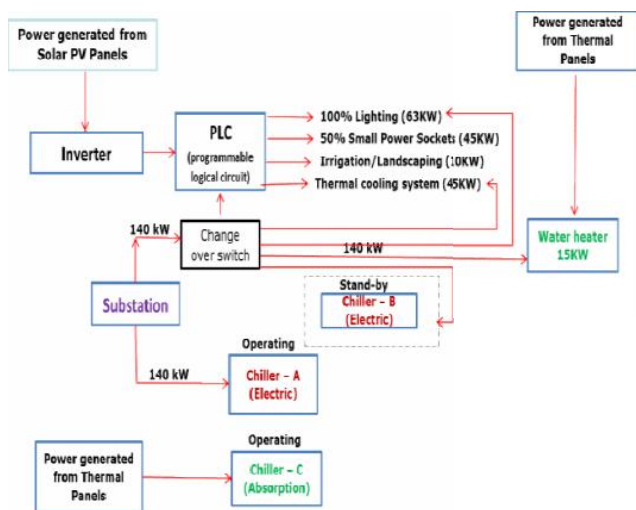 Power generated from
Solar PV Panels
Power generated
from Thermal
Panels
100% Lighting (63KW)
PLC
(programmable
logical circuit)
50% Small Power Sockets (45KW)
Inverter
Irrigation/Landscaping (10KW)
Thermal cooling system (45KW)
140 kW
Change
over switch
140 kW
Water heater
15KW
Stand-by
Chiller – B
(Electric)
Substation
Operating
140 kW
Chiller – A
(Electric)
Operating
Power generated
from Thermal
Panels
Chiller – C
(Absorption)